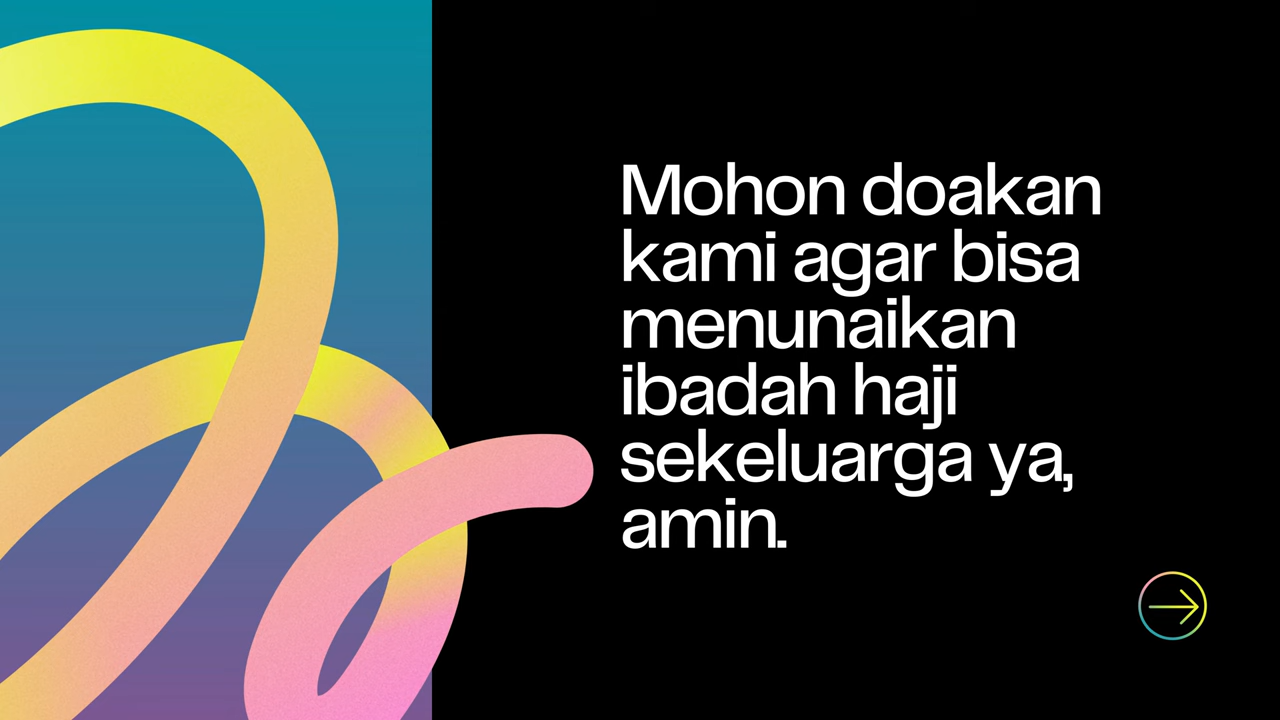 Mohon doakan
kami agar bisa
menunaikan
ibadah haji
sekeluarga ya,
amin.